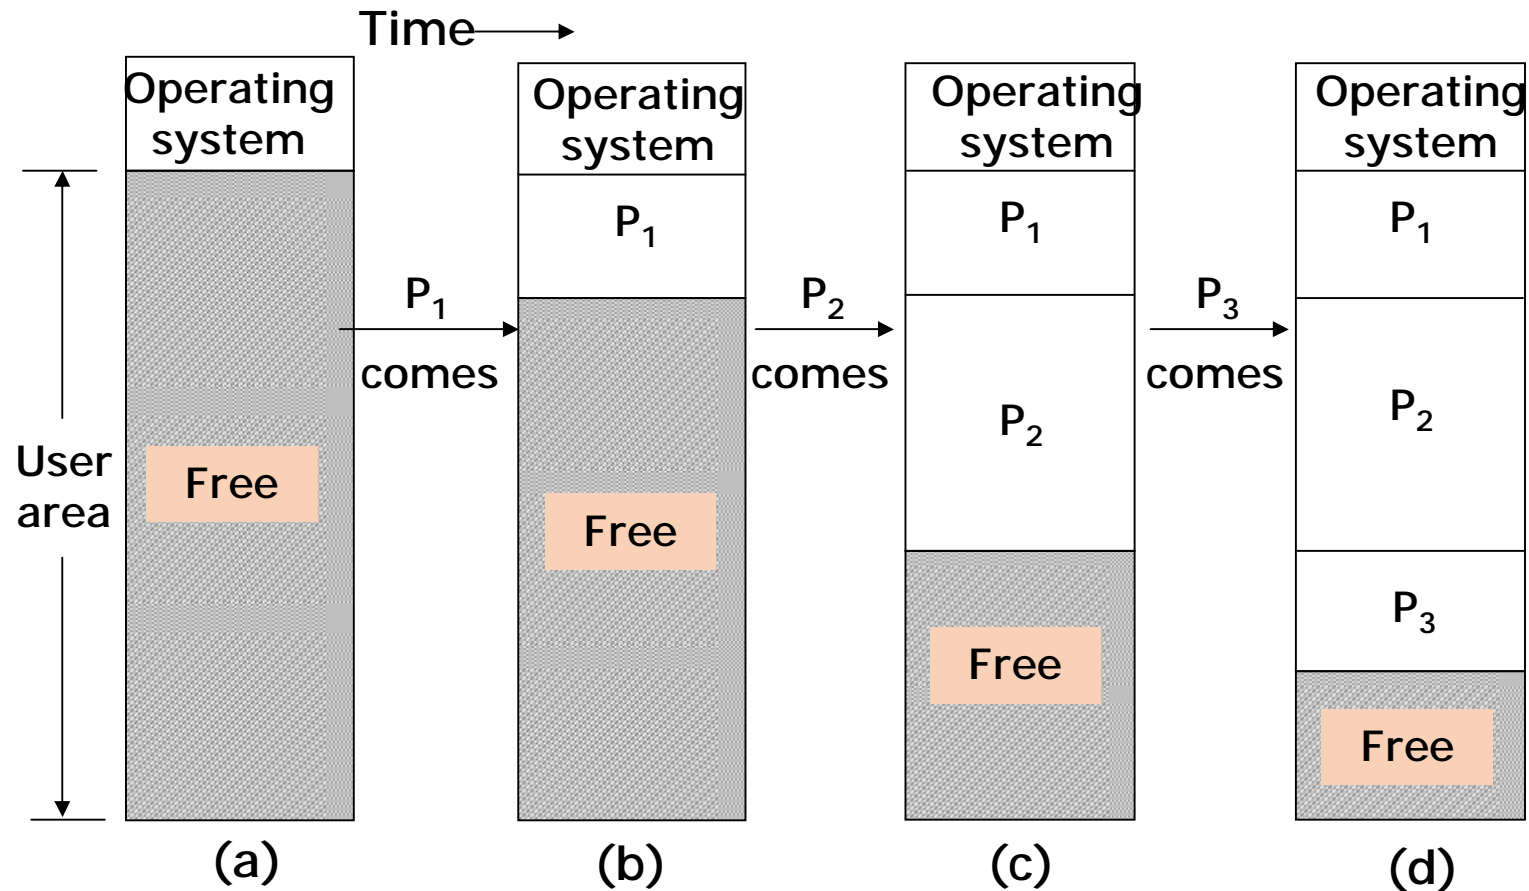 Time
Operating
system
Operating
system
Operating
system
Operating
system
P₁
P₁
P₁
P₁
comes
P₂
comes
P₃
comes
P₂
P₂
User
area
Free
Free
P₃
Free
Free
(a)
(b)
(c)
(d)